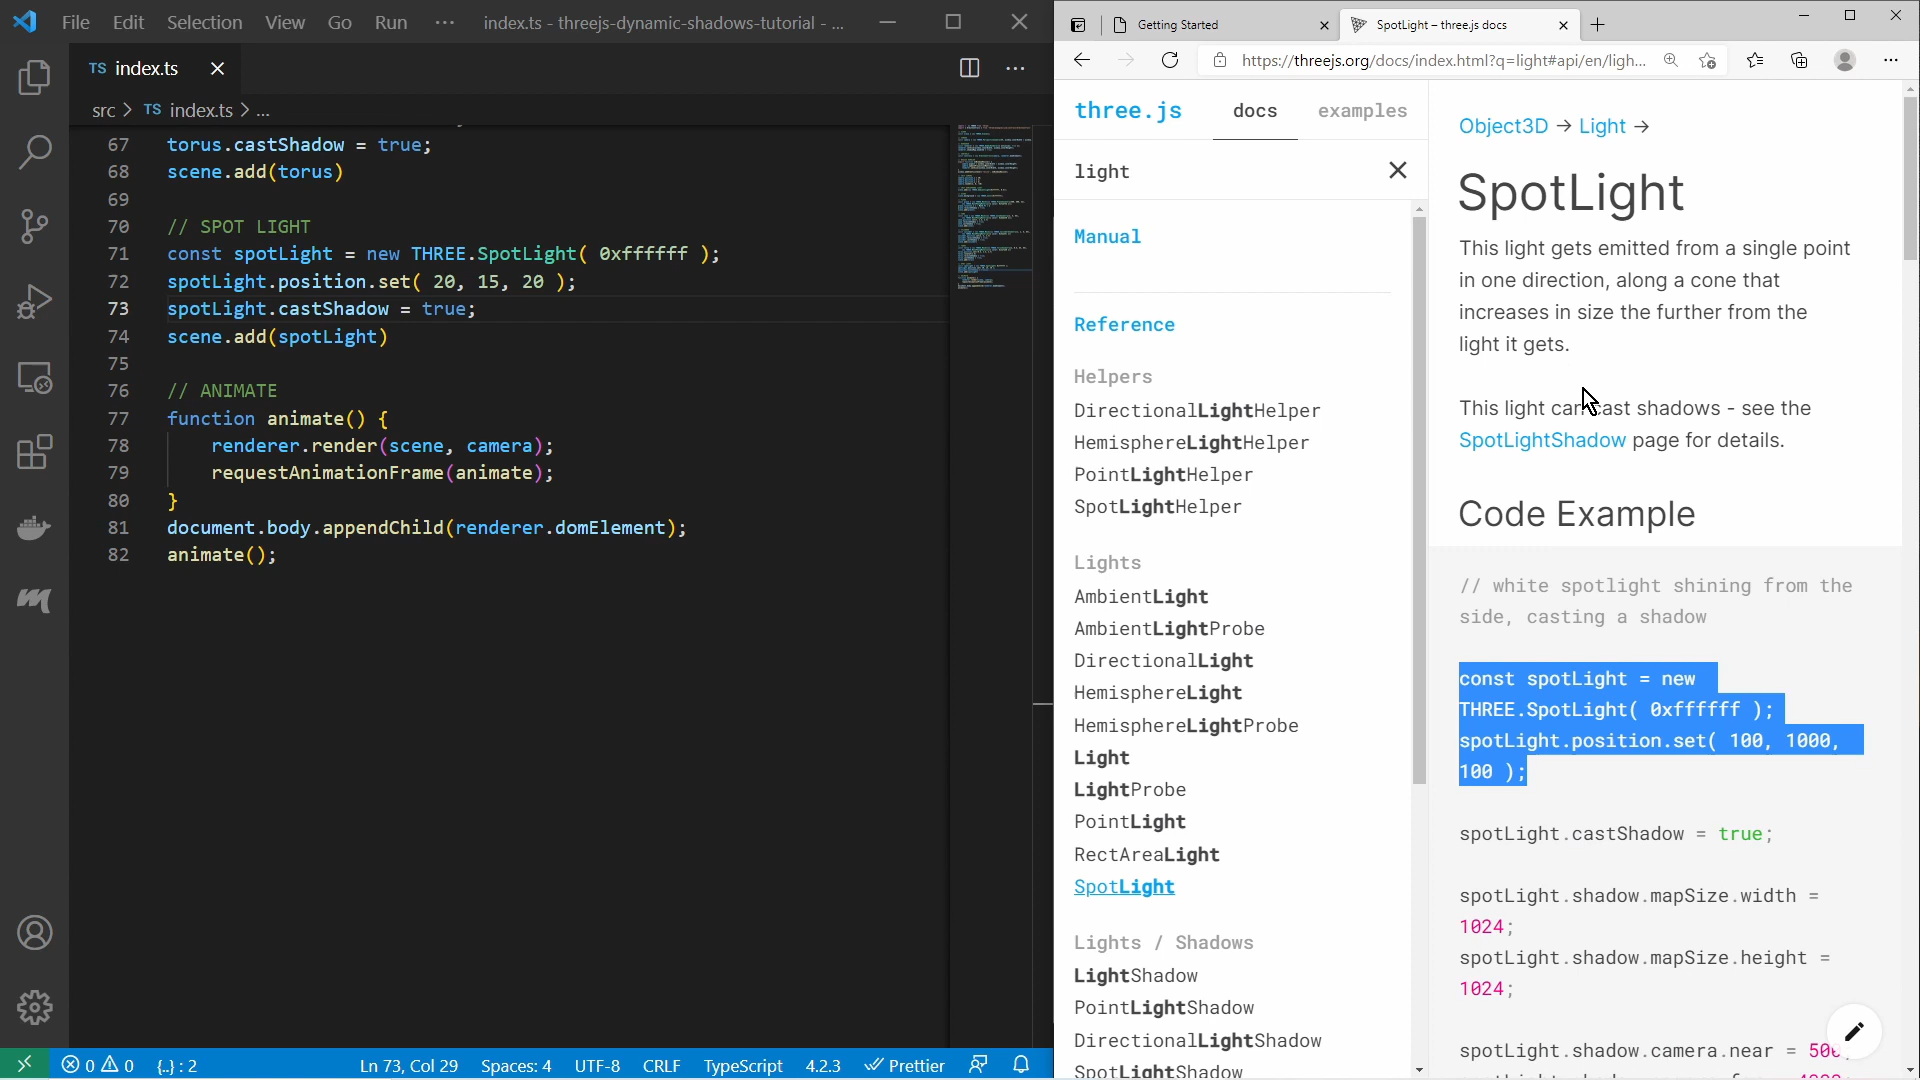 File Edit Selection View Go Run ··· index.ts - threejs-dynamic-shadows-tutorial - ...
TS index.ts
src > TS index.ts > ...
67 torus.castShadow = true;
68 scene.add(torus)
69
70 // SPOT LIGHT
71 const spotLight = new THREE.SpotLight( 0xffffff );
72 spotLight.position.set( 20, 15, 20 );
73 spotLight.castShadow = true;
74 scene.add(spotLight)
75
76 // ANIMATE
77 function animate() {
78 renderer.render(scene, camera);
79 requestAnimationFrame(animate);
80 }
81 document.body.appendChild(renderer.domElement);
82 animate();
0 0 {..} : 2 Ln 73, Col 29 Spaces: 4 UTF-8 CRLF TypeScript 4.2.3 Prettier
Getting Started
SpotLight – three.js docs
https://threejs.org/docs/index.html?q=light#api/en/ligh...
three.js docs examples
light
Manual
Reference
Helpers
DirectionalLightHelper
HemisphereLightHelper
PointLightHelper
SpotLightHelper
Lights
AmbientLight
AmbientLightProbe
DirectionalLight
HemisphereLight
HemisphereLightProbe
Light
LightProbe
PointLight
RectAreaLight
SpotLight
Lights / Shadows
LightShadow
PointLightShadow
DirectionalLightShadow
SpotLightShadow
Object3D → Light →
SpotLight
This light gets emitted from a single point
in one direction, along a cone that
increases in size the further from the
light it gets.
This light can cast shadows - see the
SpotLightShadow page for details.
Code Example
// white spotlight shining from the
side, casting a shadow
const spotLight = new
THREE.SpotLight( 0xffffff );
spotLight.position.set( 100, 1000,
100 );
spotLight.castShadow = true;
spotLight.shadow.mapSize.width =
1024;
spotLight.shadow.mapSize.height =
1024;
spotLight.shadow.camera.near = 500;